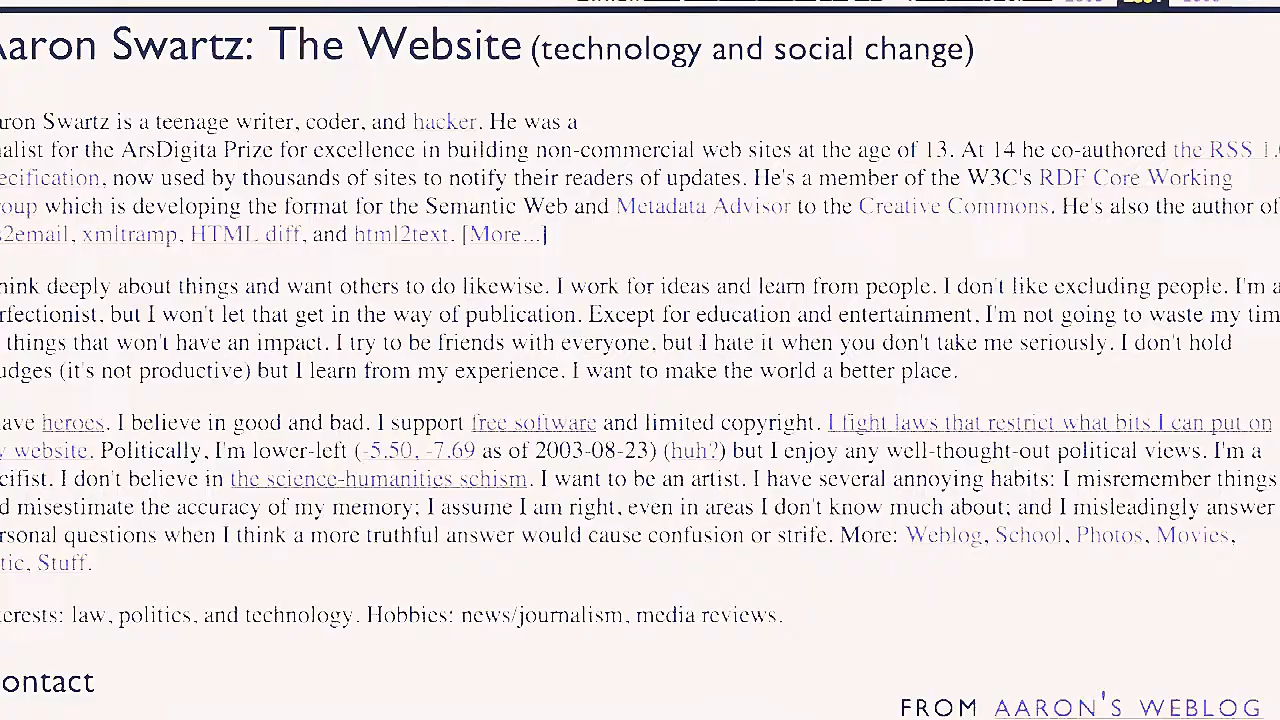 Aaron Swartz: The Website (technology and social change)
aron Swartz is a teenage writer, coder, and hacker. He was a
nalist for the ArsDigita Prize for excellence in building non-commercial web sites at the age of 13. At 14 he co-authored the RSS 1.0
ecification, now used by thousands of sites to notify their readers of updates. He's a member of the W3C's RDF Core Working
roup which is developing the format for the Semantic Web and Metadata Advisor to the Creative Commons. He's also the author of
s2email, xmltramp, HTML diff, and html2text. [More...]
hink deeply about things and want others to do likewise. I work for ideas and learn from people. I don't like excluding people. I'm a
rfectionist, but I won't let that get in the way of publication. Except for education and entertainment, I'm not going to waste my tim
things that won't have an impact. I try to be friends with everyone, but I hate it when you don't take me seriously. I don't hold
udges (it's not productive) but I learn from my experience. I want to make the world a better place.
ave heroes. I believe in good and bad. I support free software and limited copyright. I fight laws that restrict what bits I can put on
y website. Politically, I'm lower-left (-5.50, -7.69 as of 2003-08-23) (huh?) but I enjoy any well-thought-out political views. I'm a
cifist. I don't believe in the science-humanities schism. I want to be an artist. I have several annoying habits: I misremember things
d misestimate the accuracy of my memory; I assume I am right, even in areas I don't know much about; and I misleadingly answer
rsonal questions when I think a more truthful answer would cause confusion or strife. More: Weblog, School, Photos, Movies,
tic, Stuff.
terests: law, politics, and technology. Hobbies: news/journalism, media reviews.
ontact
FROM AARON'S WEBLOG